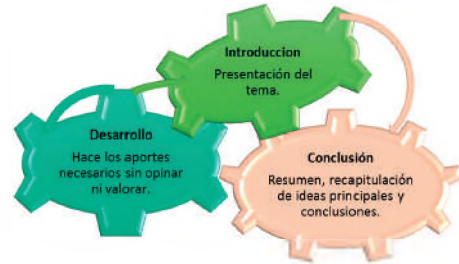 Introduccion
Presentación del
tema.
Desarrollo
Hace los aportes
necesarios sin opinar
ni valorar.
Conclusión
Resumen, recapitulación
de ideas principales y
conclusiones.